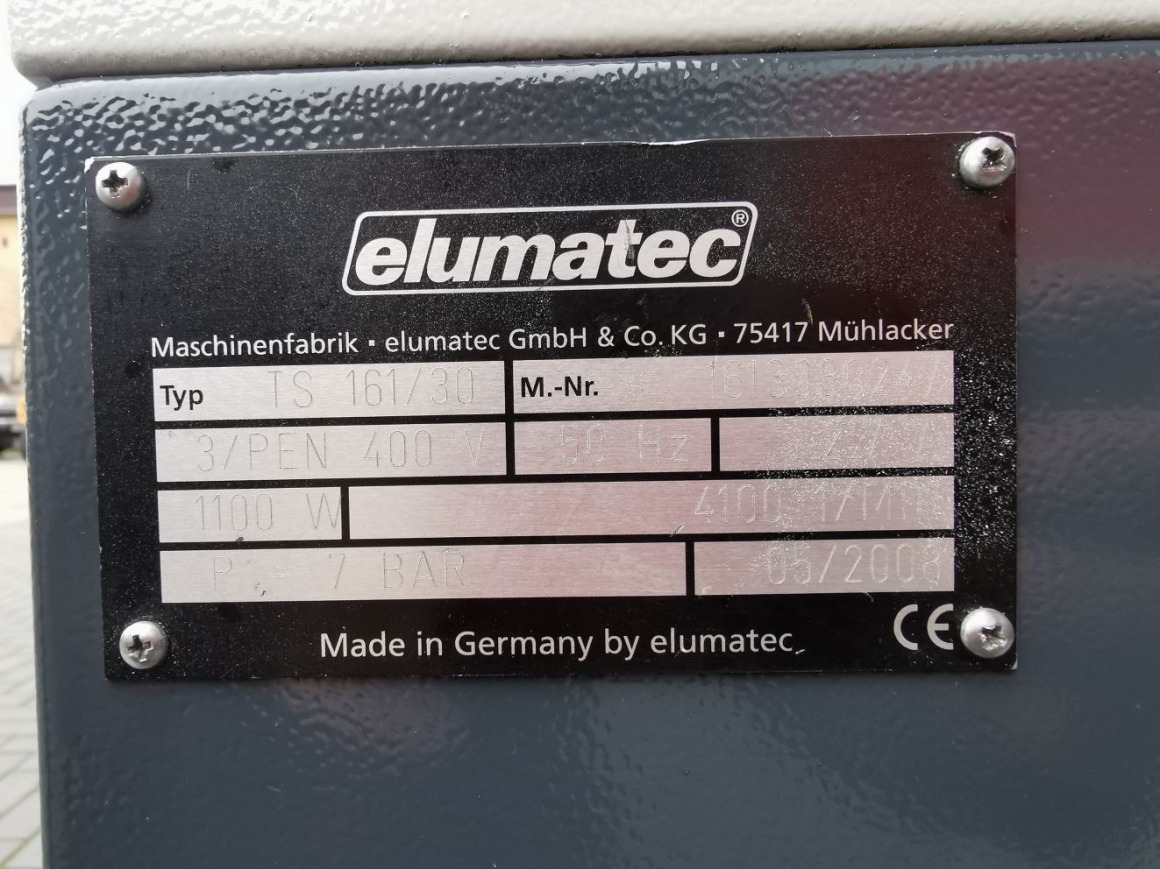 elumatec®
Maschinenfabrik ▪ elumatec GmbH & Co. KG ▪ 75417 Mühlacker
Typ TS 161/30 M.-Nr.
3/PEN 400 V 50 Hz
1100 W 4100
P = 7 BAR
Made in Germany by elumatec CE